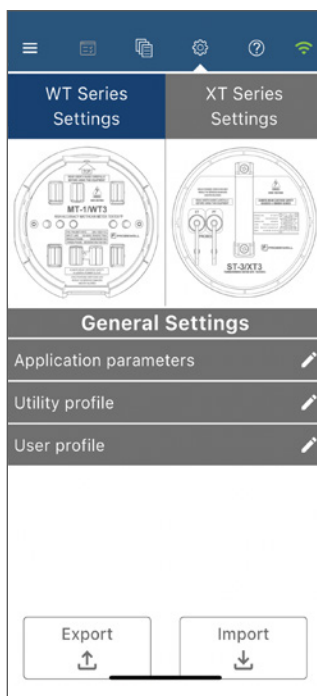 WT Series
Settings
XT Series
Settings
MT-1/WT3
ST-3/XT3
General Settings
Application parameters
Utility profile
User profile
Export
Import